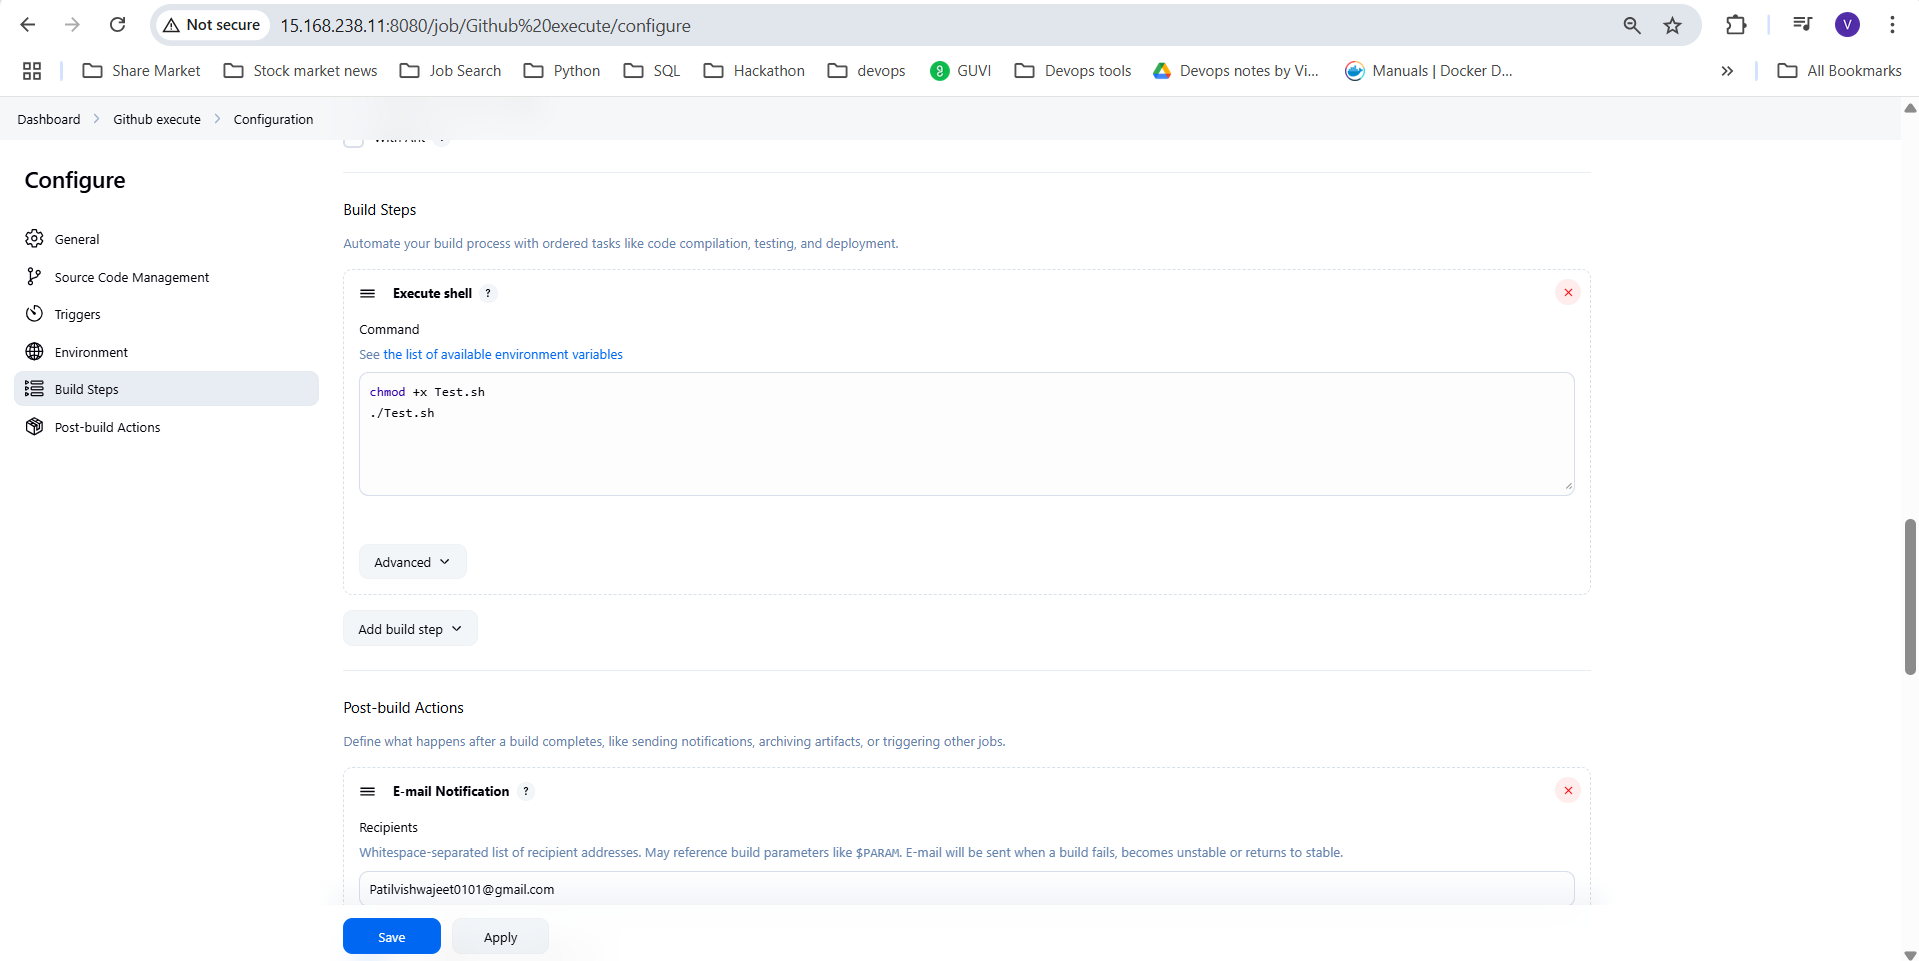 Not secure 15.168.238.11:8080/job/Github%20execute/configure V
Share Market Stock market news Job Search Python SQL Hackathon devops GUVI Devops tools Devops notes by Vi... Manuals | Docker D... All Bookmarks
Dashboard Github execute Configuration
With Ant ?
Configure
General
Source Code Management
Triggers
Environment
Build Steps
Post-build Actions
Build Steps
Automate your build process with ordered tasks like code compilation, testing, and deployment.
Execute shell ?
Command
See the list of available environment variables
chmod +x Test.sh
./Test.sh
Advanced
Add build step
Post-build Actions
Define what happens after a build completes, like sending notifications, archiving artifacts, or triggering other jobs.
E-mail Notification ?
Recipients
Whitespace-separated list of recipient addresses. May reference build parameters like $PARAM. E-mail will be sent when a build fails, becomes unstable or returns to stable.
Patilvishwajeet0101@gmail.com
Save Apply